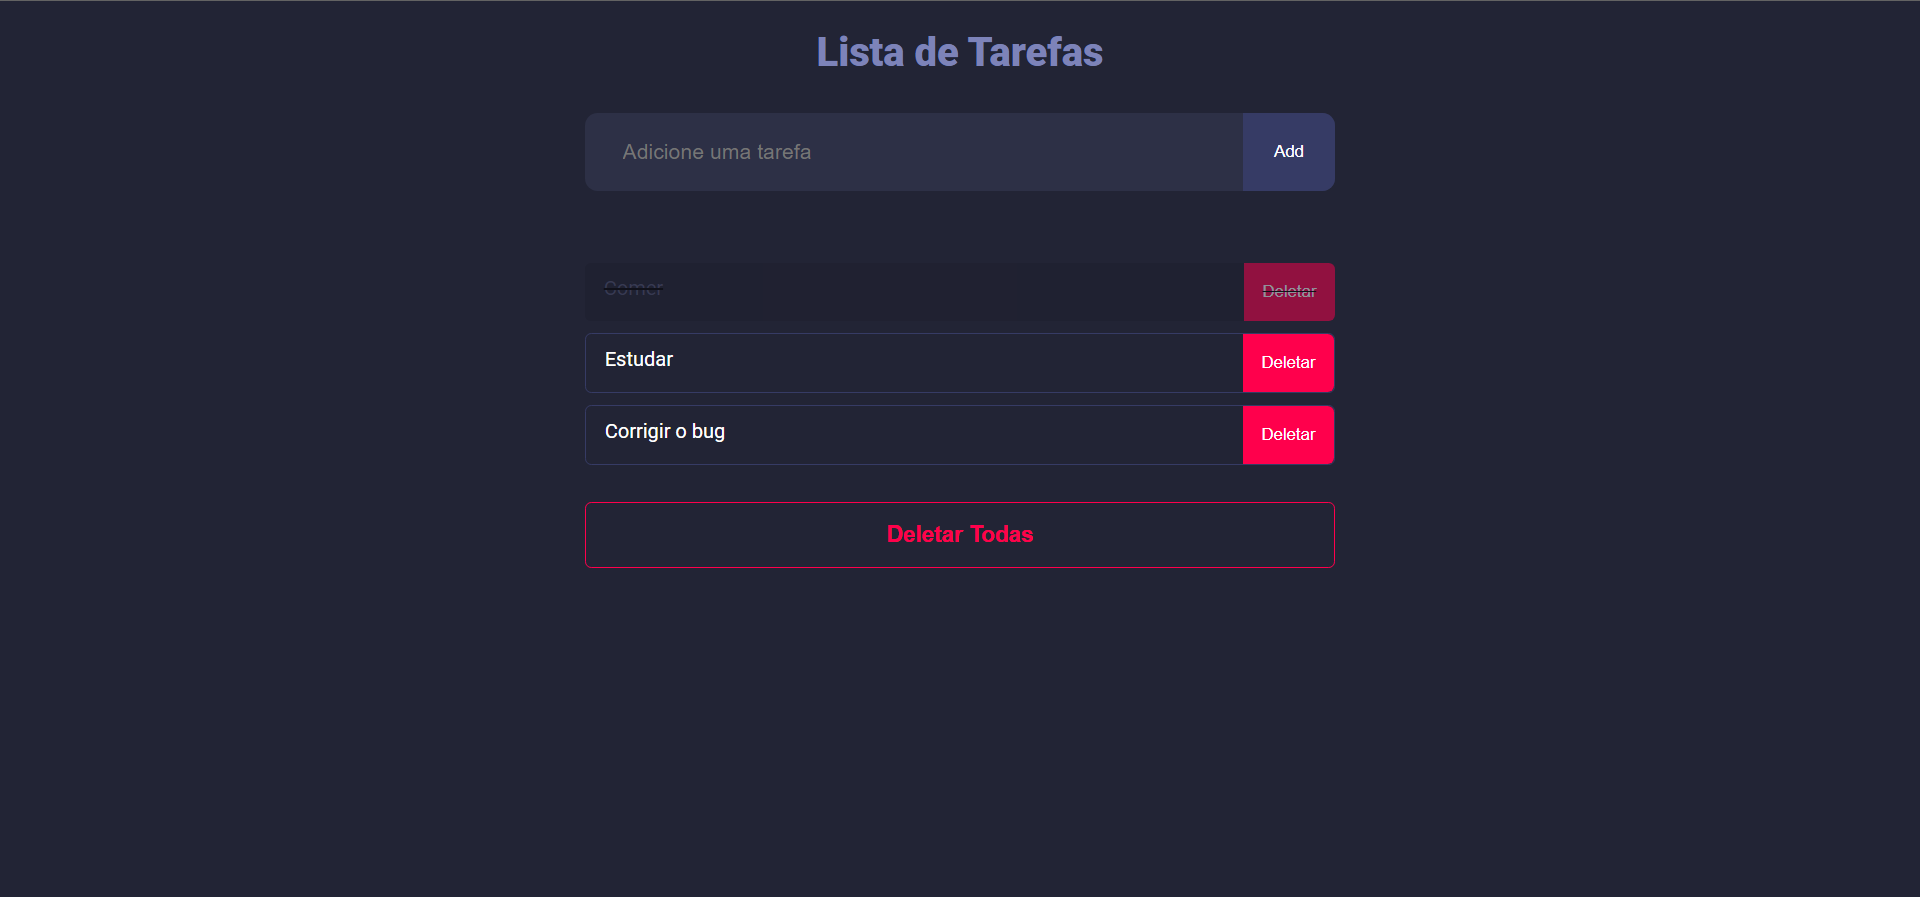 Lista de Tarefas
Adicione uma tarefa
Add
Comer
Deletar
Estudar
Deletar
Corrigir o bug
Deletar
Deletar Todas